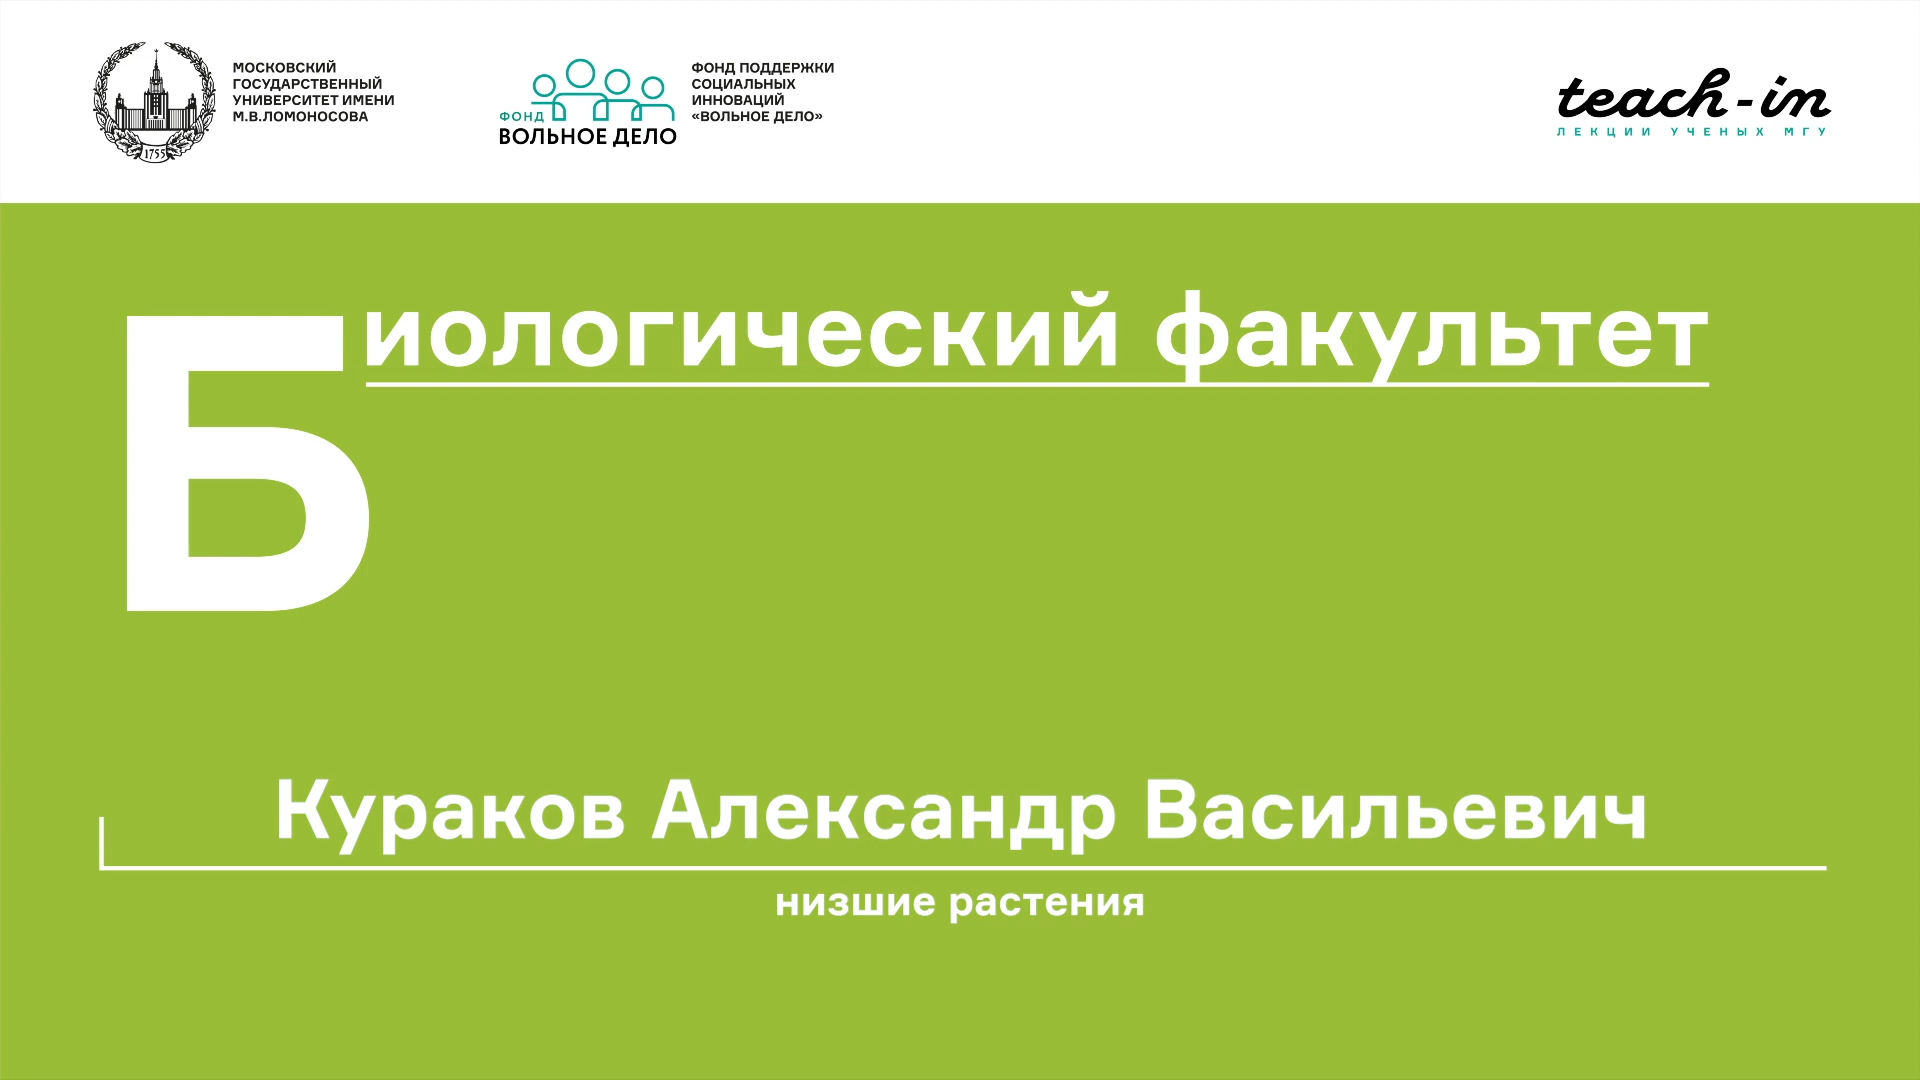 МОСКОВСКИЙ
ГОСУДАРСТВЕННЫЙ
УНИВЕРСИТЕТ ИМЕНИ
М.В.ЛОМОНОСОВА
1755
ФОНД
ВОЛЬНОЕ ДЕЛО
ФОНД ПОДДЕРЖКИ
СОЦИАЛЬНЫХ
ИННОВАЦИЙ
«ВОЛЬНОЕ ДЕЛО»
teach-in
ЛЕКЦИИ УЧЕНЫХ МГУ
Биологический факультет
Кураков Александр Васильевич
низшие растения